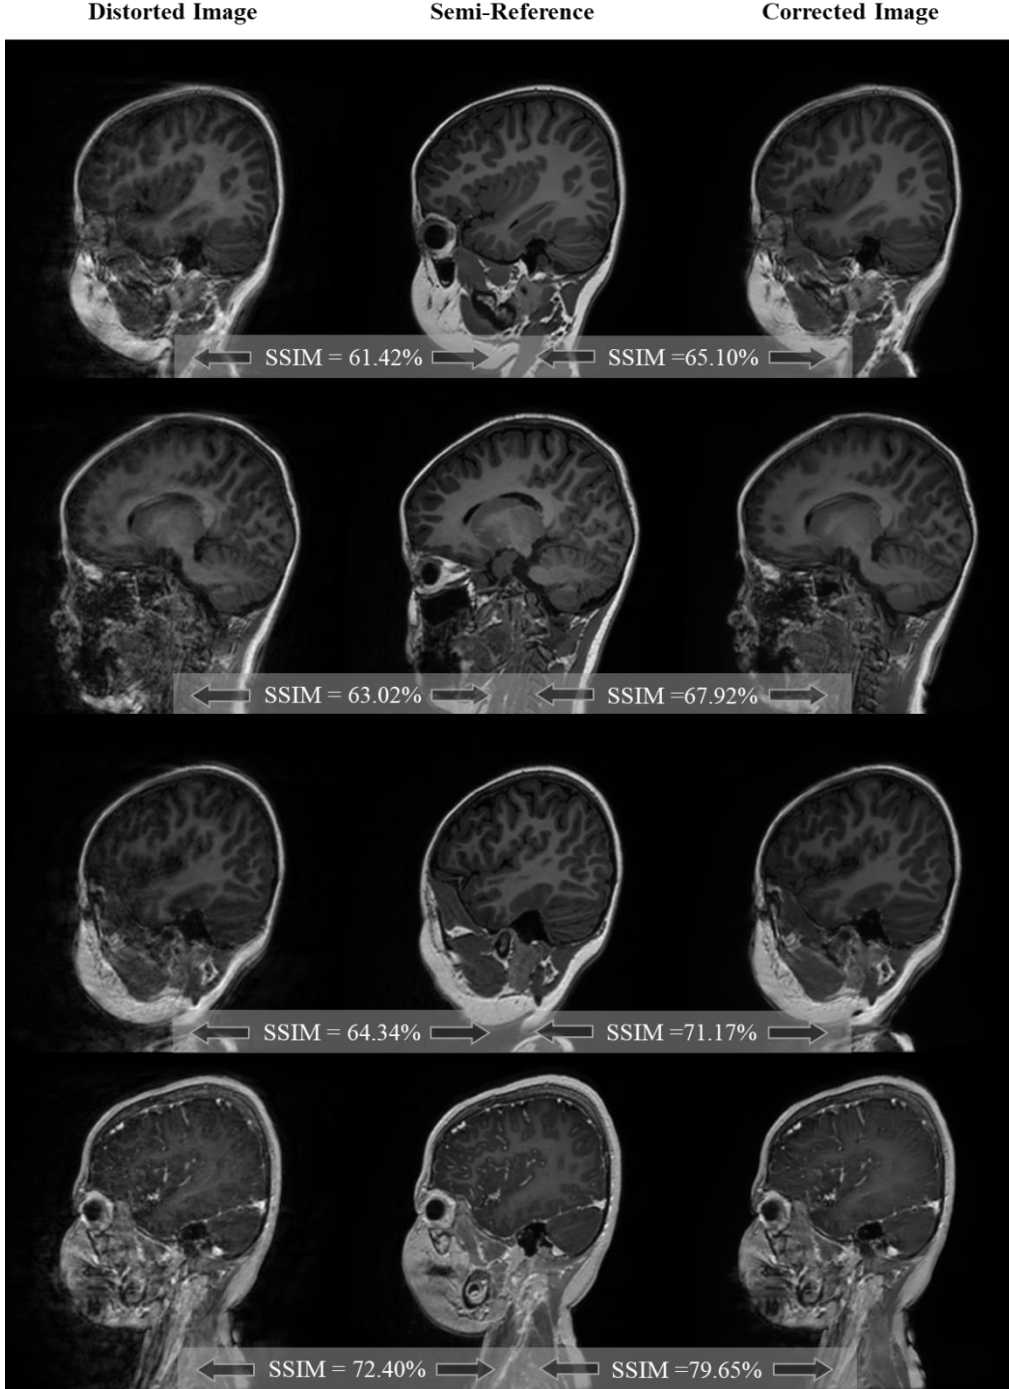 Distorted Image Semi-Reference Corrected Image
SSIM = 61.42% SSIM =65.10%
SSIM = 63.02% SSIM =67.92%
SSIM = 64.34% SSIM =71.17%
SSIM = 72.40% SSIM =79.65%